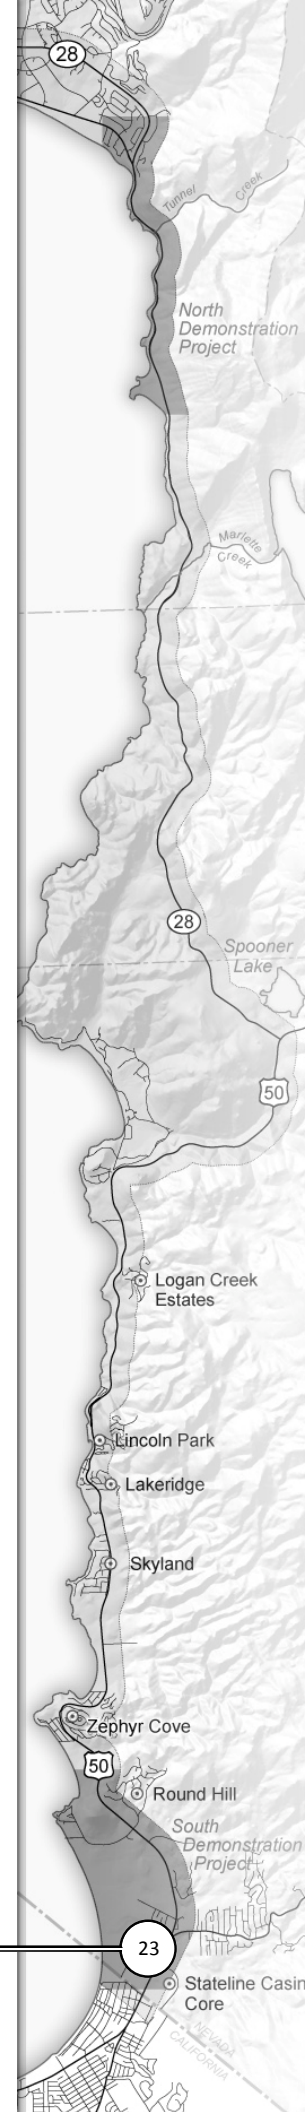 28
Tunnel
Creek
North
Demonstration
Project
Marlette
Creek
28
Spooner
Lake
50
Logan Creek
Estates
Lincoln Park
Lakeridge
Skyland
Zephyr Cove
50
Round Hill
South
Demonstration
Project
23
Stateline Casin
Core
NEVADA
CALIFORNIA